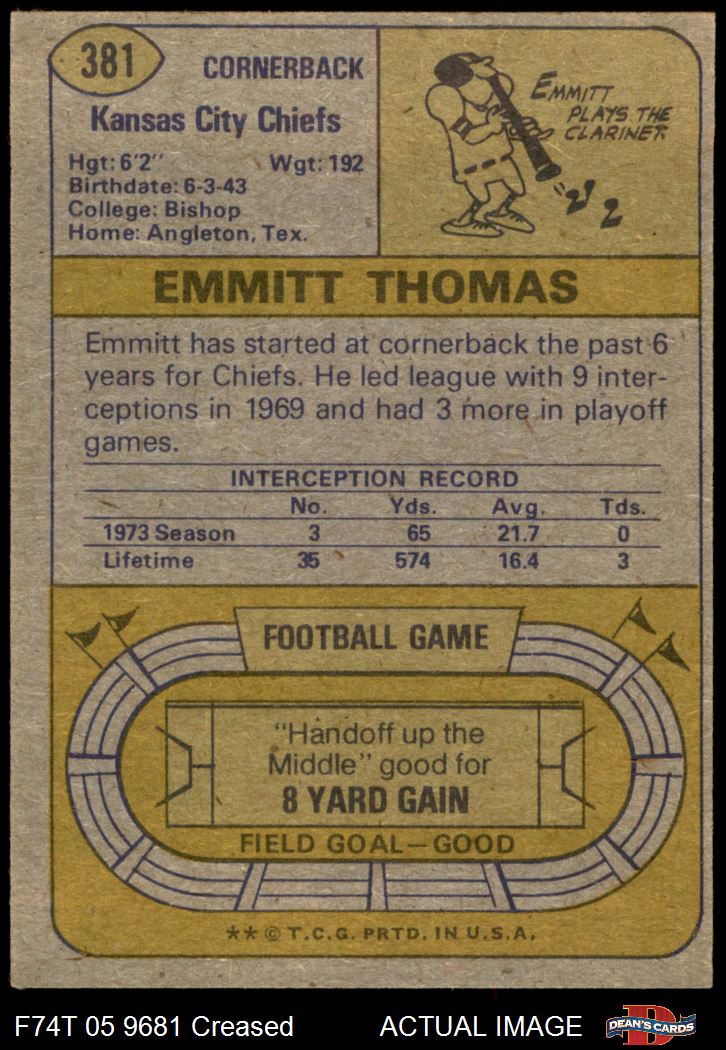 381
CORNERBACK
Kansas City Chiefs
Hgt: 6'2" Wgt: 192
Birthdate: 6-3-43
College: Bishop
Home: Angleton, Tex.
EMMITT
PLAYS THE
CLARINET
EMMITT THOMAS
Emmitt has started at cornerback the past 6
years for Chiefs. He led league with 9 inter-
ceptions in 1969 and had 3 more in playoff
games.
INTERCEPTION RECORD
No. Yds. Avg. Tds.
1973 Season 3 65 21.7 0
Lifetime 35 574 16.4 3
FOOTBALL GAME
"Handoff up the
Middle" good for
8 YARD GAIN
FIELD GOAL—GOOD
** © T.C.G. PRTD. IN U.S.A.
F74T 05 9681 Creased ACTUAL IMAGE
D
DEAN'S CARDS